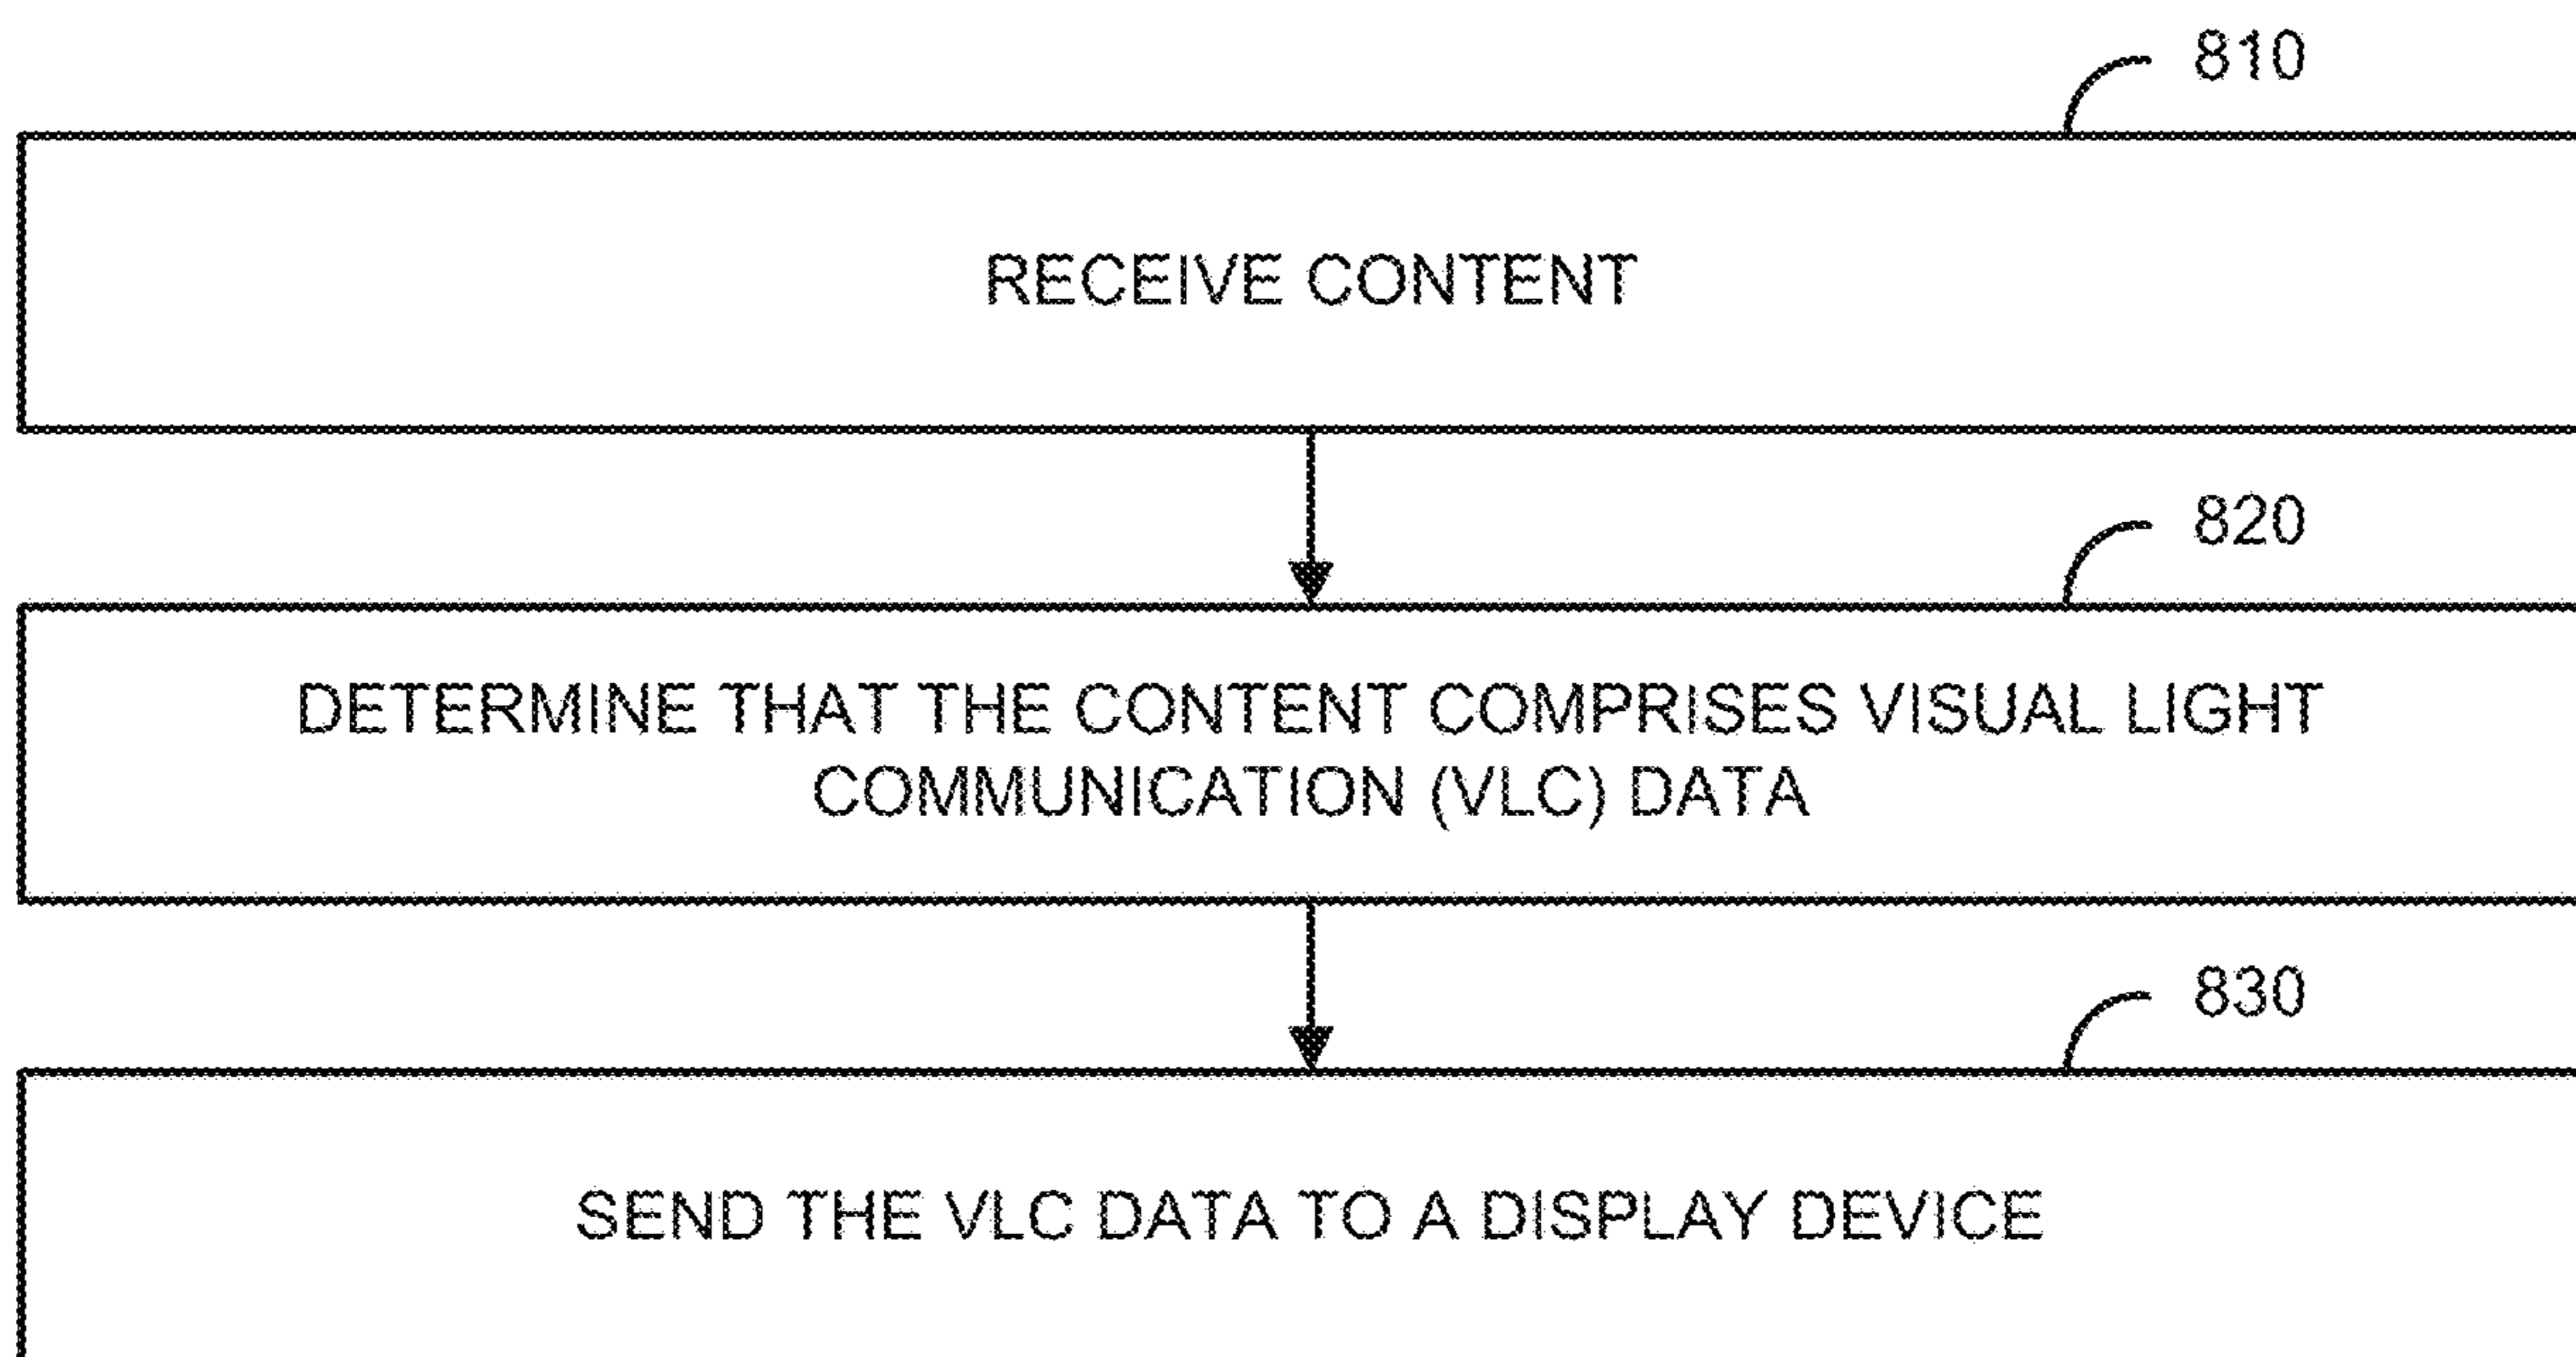 810
RECEIVE CONTENT
820
DETERMINE THAT THE CONTENT COMPRISES VISUAL LIGHT
COMMUNICATION (VLC) DATA
830
SEND THE VLC DATA TO A DISPLAY DEVICE